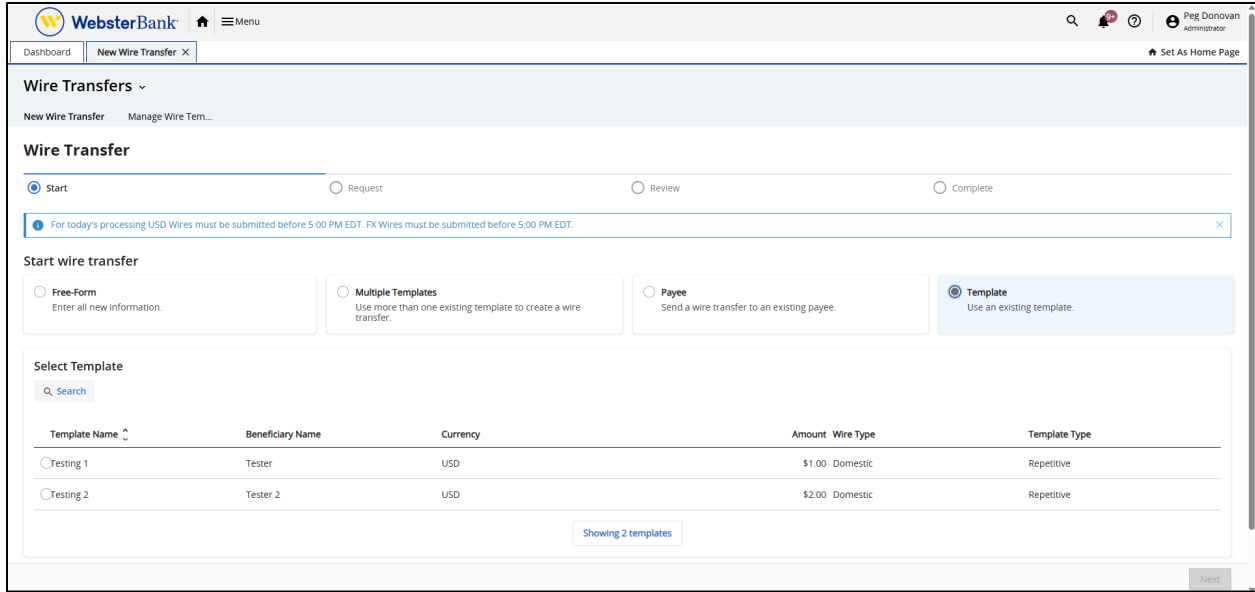 WebsterBank
Menu
9+
Peg Donovan
Administrator
Dashboard
New Wire Transfer
Set As Home Page
Wire Transfers
New Wire Transfer
Manage Wire Tem...
Wire Transfer
Start
Request
Review
Complete
For today's processing USD Wires must be submitted before 5:00 PM EDT. FX Wires must be submitted before 5:00 PM EDT.
Start wire transfer
Free-Form
Enter all new information.
Multiple Templates
Use more than one existing template to create a wire
transfer.
Payee
Send a wire transfer to an existing payee.
Template
Use an existing template.
Select Template
Search
Template Name Beneficiary Name Currency Amount Wire Type Template Type
Testing 1 Tester USD $1.00 Domestic Repetitive
Testing 2 Tester 2 USD $2.00 Domestic Repetitive
Showing 2 templates
Next